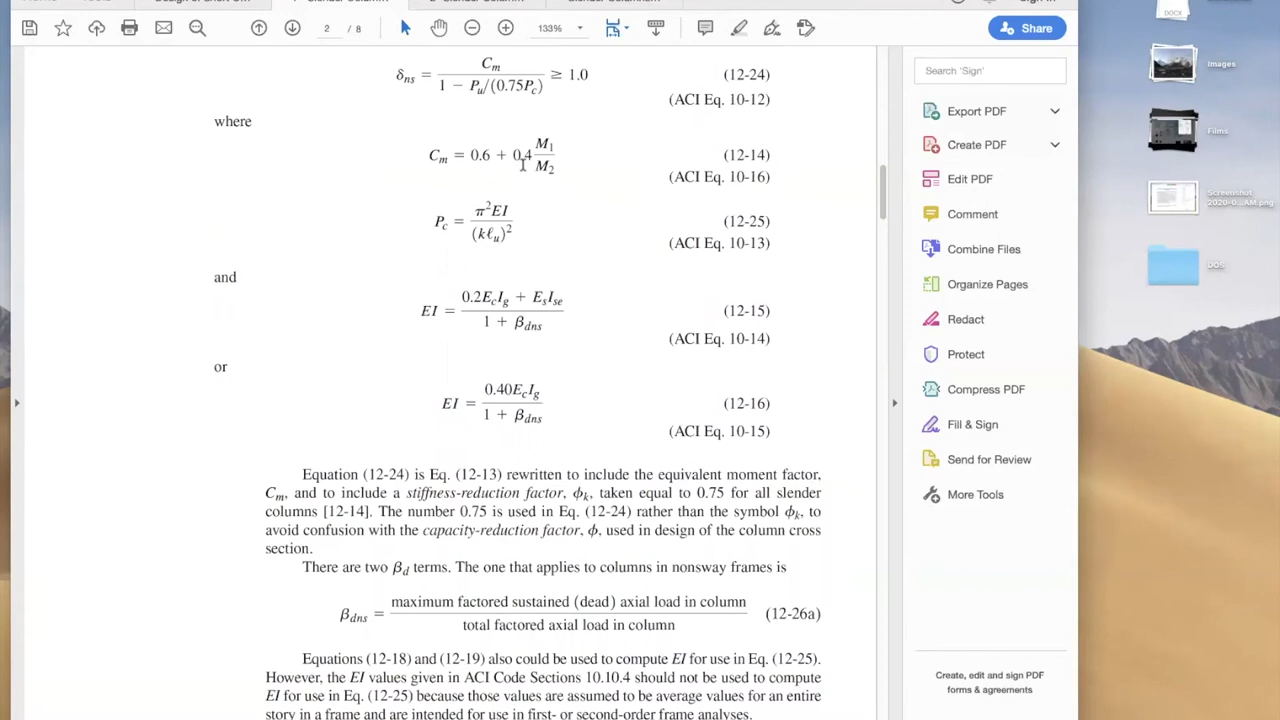 2 / 8
133%
Share
δns = Cm / (1 − Pu/(0.75Pc)) ≥ 1.0 (12-24)
(ACI Eq. 10-12)
where
Cm = 0.6 + 0.4 M1/M2 (12-14)
(ACI Eq. 10-16)
Pc = π²EI / (kℓu)² (12-25)
(ACI Eq. 10-13)
and
EI = (0.2EcIg + EsIse) / (1 + βdns) (12-15)
(ACI Eq. 10-14)
or
EI = 0.40EcIg / (1 + βdns) (12-16)
(ACI Eq. 10-15)
Equation (12-24) is Eq. (12-13) rewritten to include the equivalent moment factor,
Cm, and to include a stiffness-reduction factor, ϕk, taken equal to 0.75 for all slender
columns [12-14]. The number 0.75 is used in Eq. (12-24) rather than the symbol ϕk, to
avoid confusion with the capacity-reduction factor, ϕ, used in design of the column cross
section.
There are two βd terms. The one that applies to columns in nonsway frames is
βdns = maximum factored sustained (dead) axial load in column / total factored axial load in column (12-26a)
Equations (12-18) and (12-19) also could be used to compute EI for use in Eq. (12-25).
However, the EI values given in ACI Code Sections 10.10.4 should not be used to compute
EI for use in Eq. (12-25) because those values are assumed to be average values for an entire
story in a frame and are intended for use in first- or second-order frame analyses.
Search 'Sign'
Export PDF
Create PDF
Edit PDF
Comment
Combine Files
Organize Pages
Redact
Protect
Compress PDF
Fill & Sign
Send for Review
More Tools
Create, edit and sign PDF
forms & agreements
DOCX
Images
Films
Screenshot
2020-0...AM.png